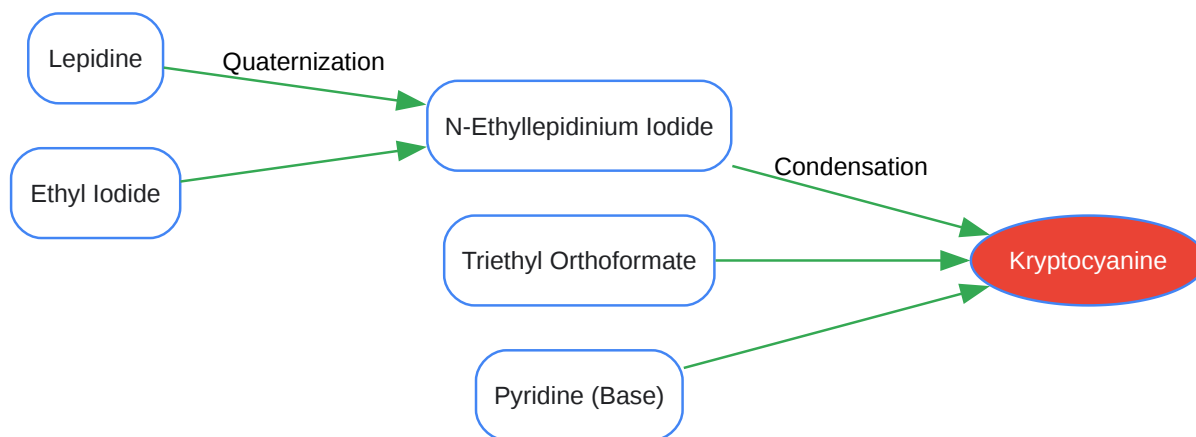 Lepidine
Quaternization
Ethyl Iodide
N-Ethyllepidinium Iodide
Condensation
Triethyl Orthoformate
Kryptocyanine
Pyridine (Base)